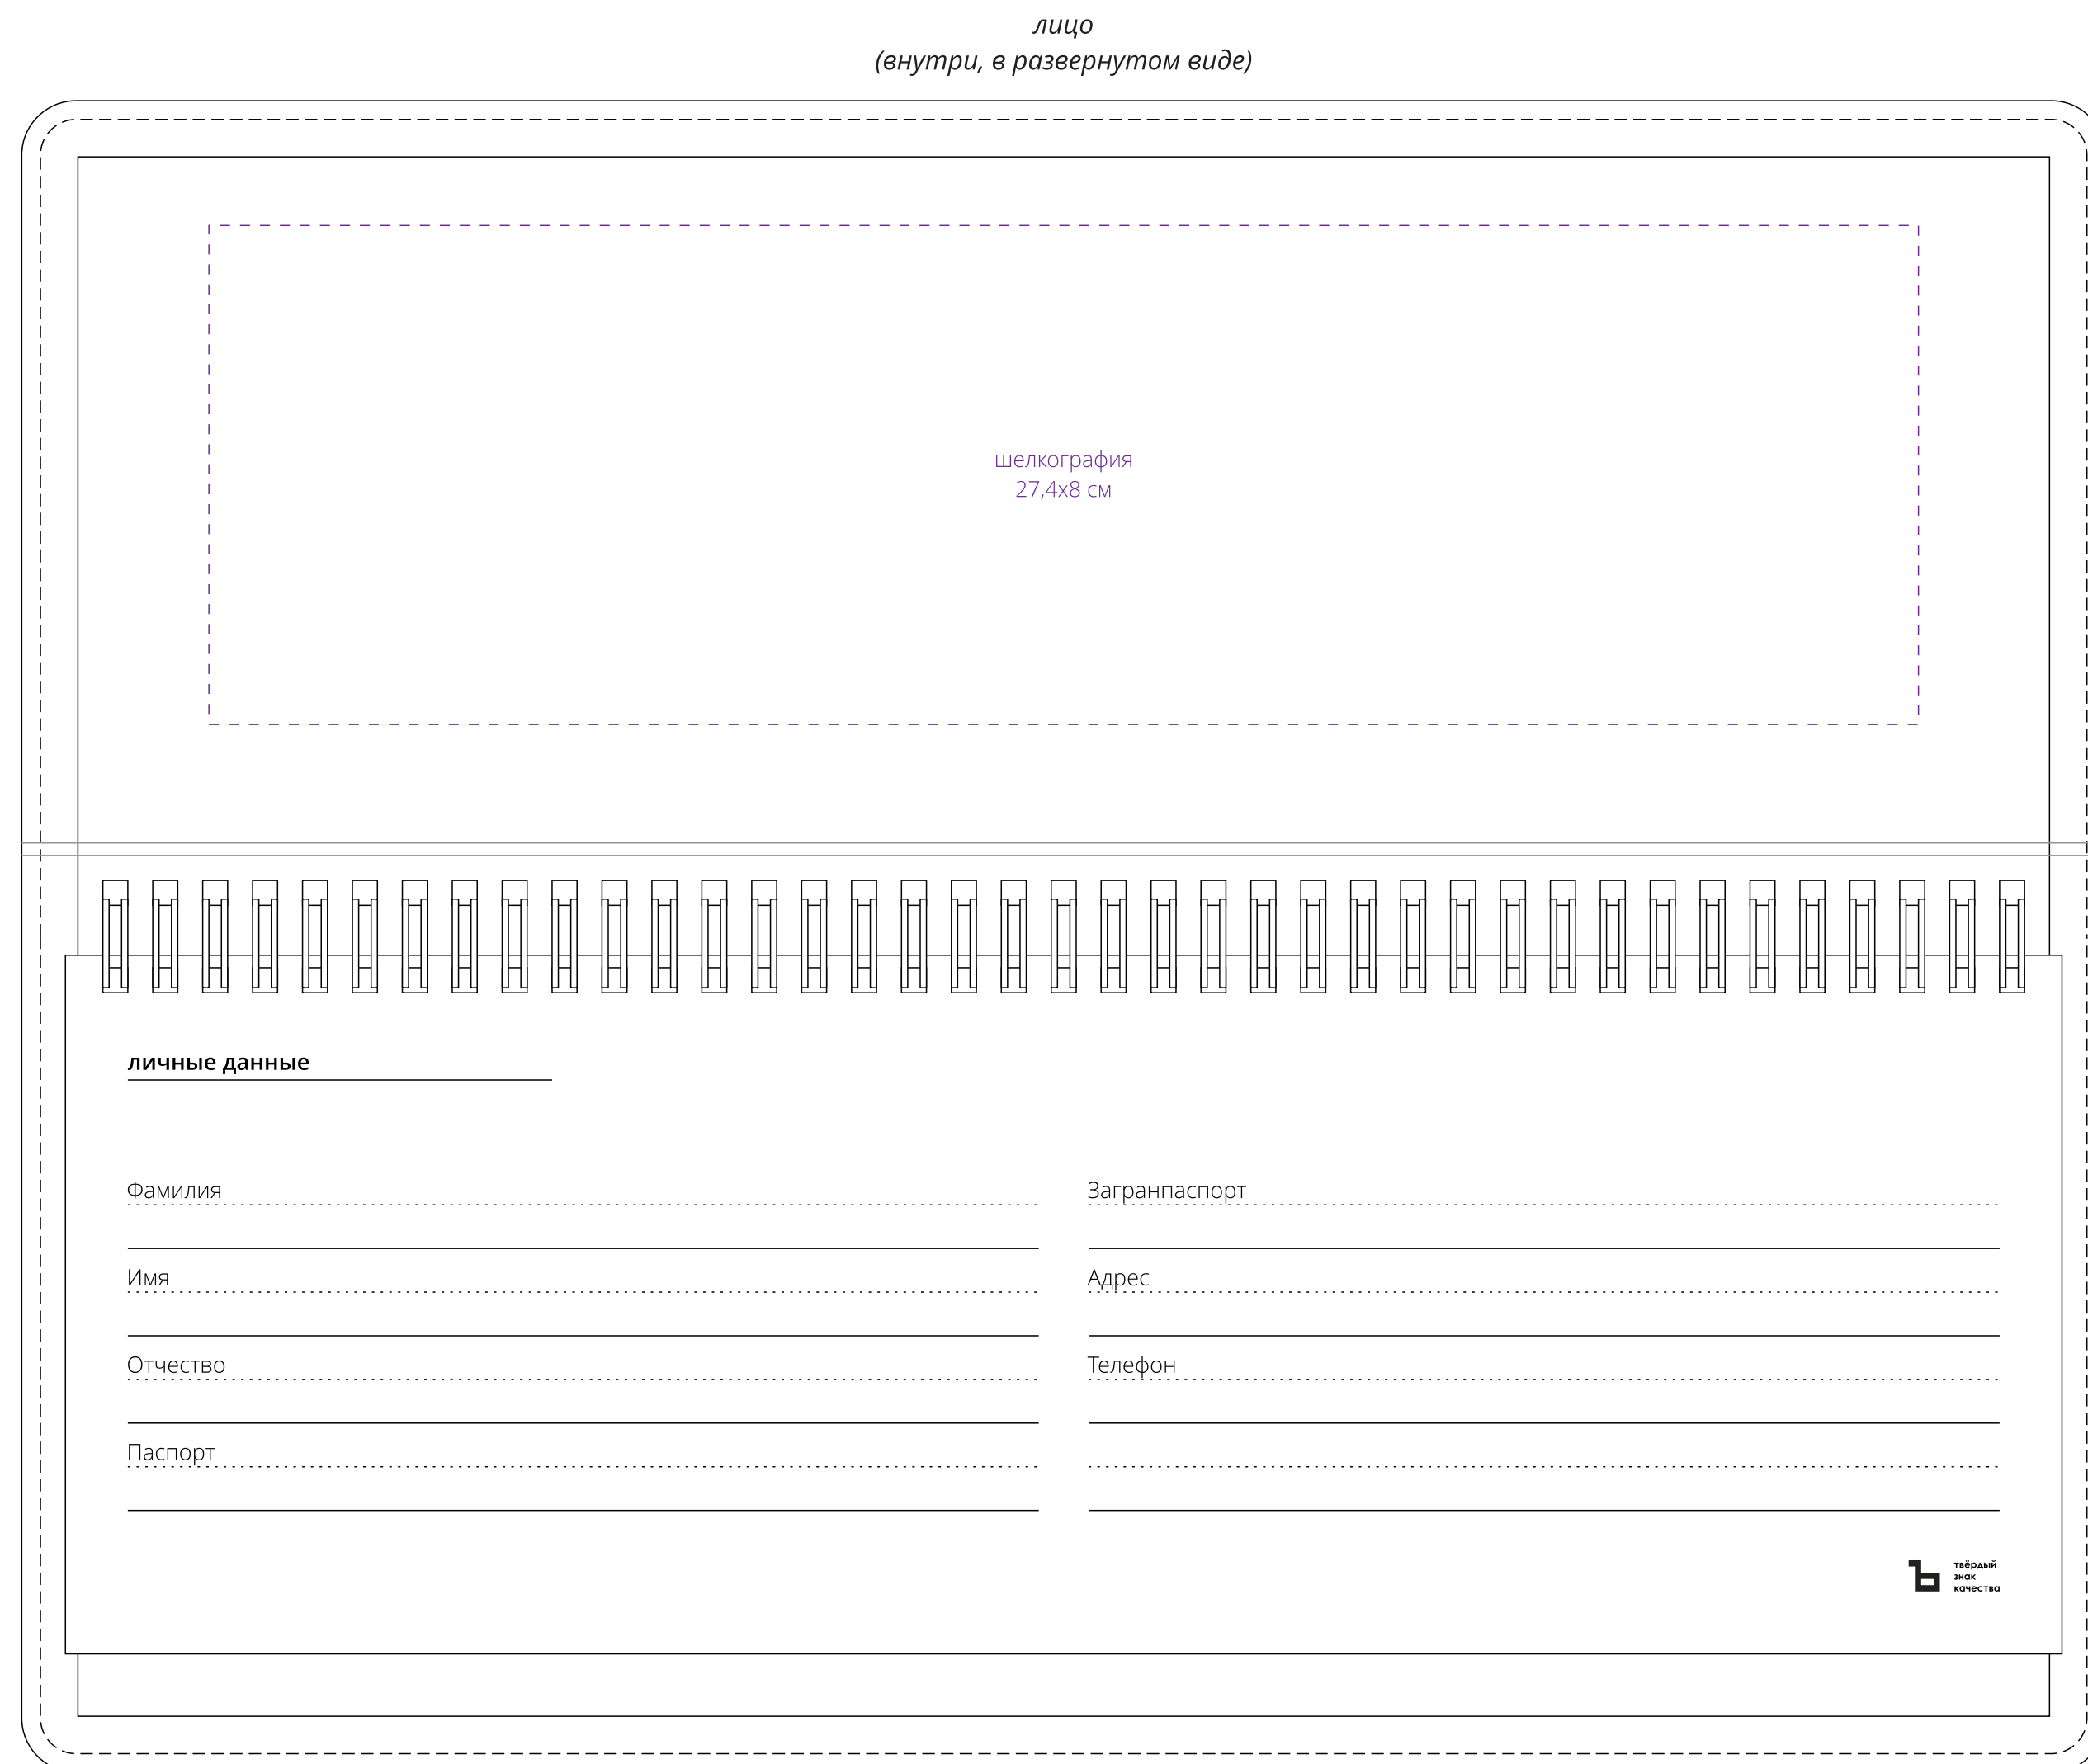 лицо
(внутри, в развернутом виде)
шелкография
27,4х8 см
личные данные
Фамилия
Имя
Отчество
Паспорт
Загранпаспорт
Адрес
Телефон
Ъ
твёрдый
знак
качества